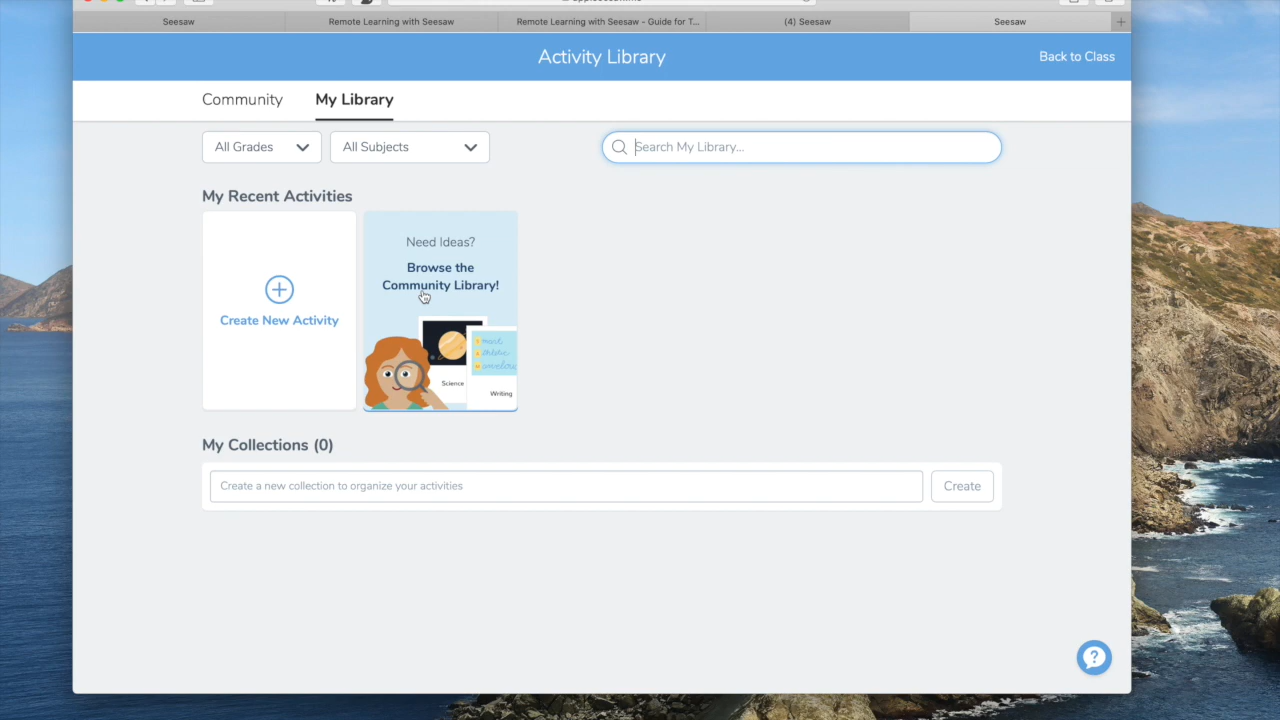 Seesaw
Remote Learning with Seesaw
Remote Learning with Seesaw - Guide for T...
(4) Seesaw
Seesaw
Activity Library
Back to Class
Community
My Library
All Grades
All Subjects
Search My Library...
My Recent Activities
Create New Activity
Need Ideas?
Browse the
Community Library!
Science
Writing
My Collections (0)
Create a new collection to organize your activities
Create
?